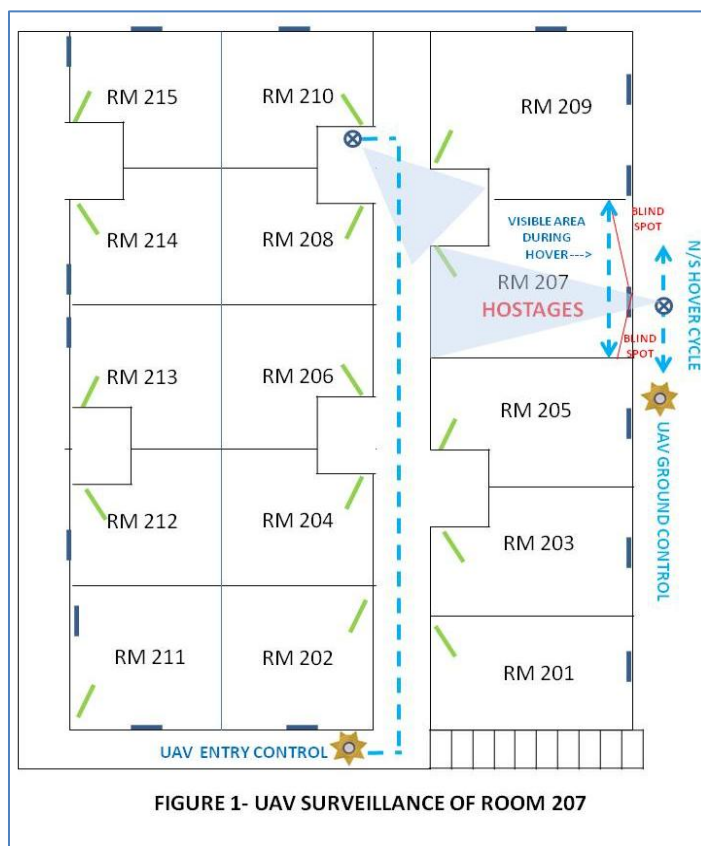 RM 215
RM 210
RM 209
RM 214
RM 208
VISIBLE AREA
DURING
HOVER--->
BLIND
SPOT
N/S HOVER CYCLE
RM 207
HOSTAGES
BLIND
SPOT
RM 213
RM 206
RM 205
UAV GROUND CONTROL
RM 212
RM 204
RM 203
RM 211
RM 202
RM 201
UAV ENTRY CONTROL
FIGURE 1- UAV SURVEILLANCE OF ROOM 207